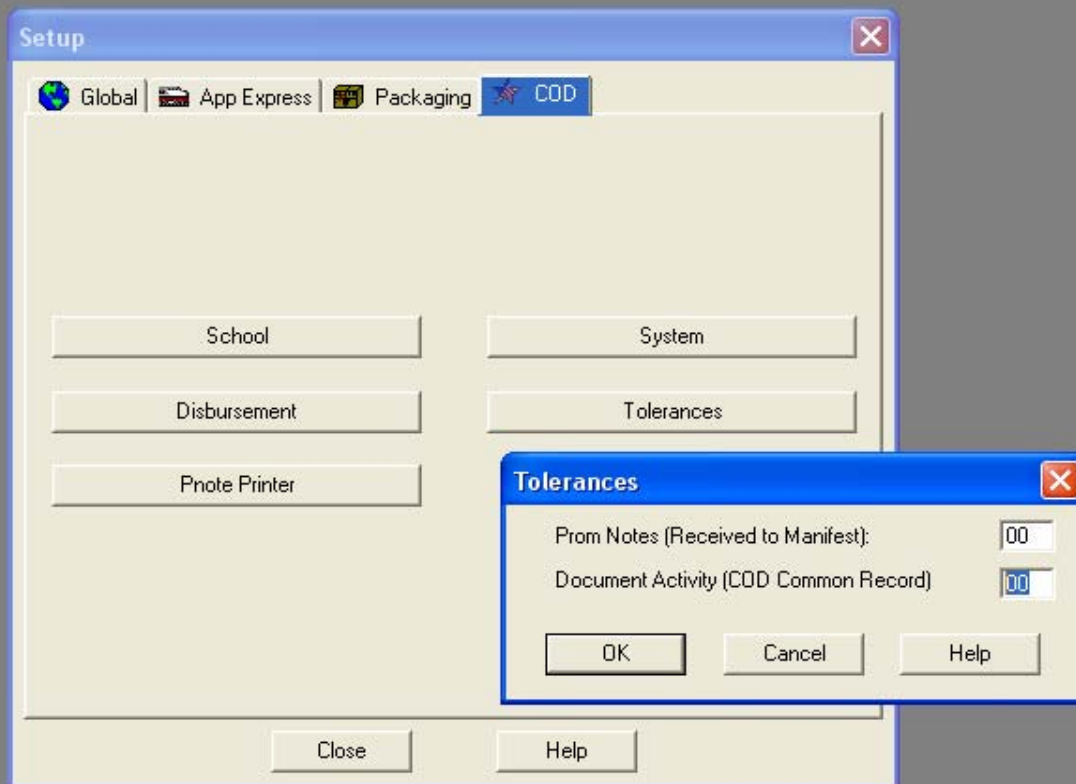 Setup
Global App Express Packaging COD
School System
Disbursement Tolerances
Pnote Printer
Tolerances
Prom Notes (Received to Manifest): 00
Document Activity (COD Common Record) 00
OK Cancel Help
Close Help